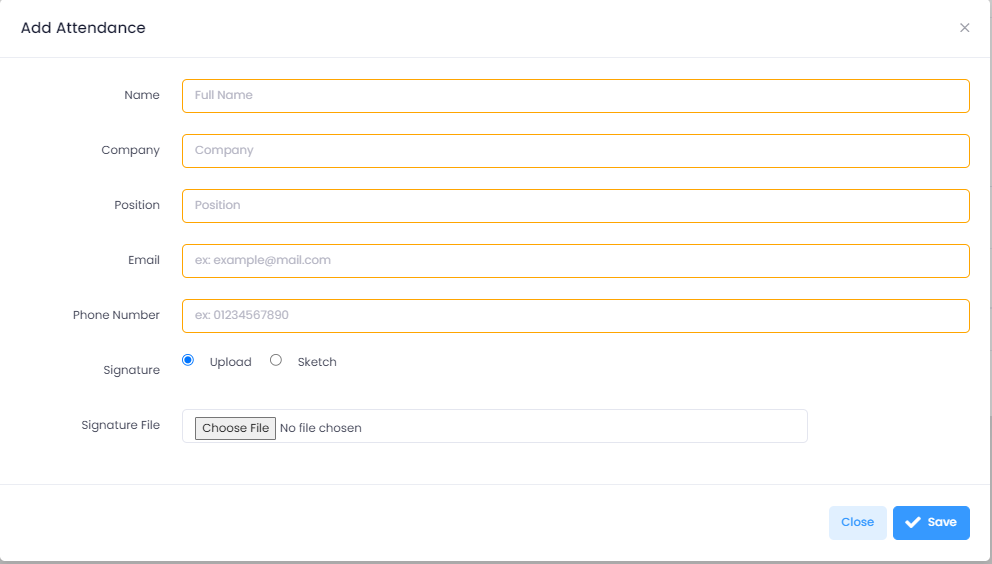 Add Attendance
Name Full Name
Company Company
Position Position
Email ex: example@mail.com
Phone Number ex: 01234567890
Signature Upload Sketch
Signature File Choose File No file chosen
Close Save